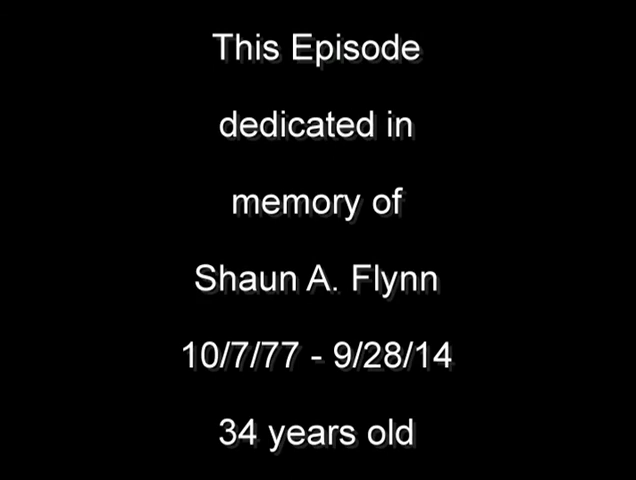 This Episode
dedicated in
memory of
Shaun A. Flynn
10/7/77 - 9/28/14
34 years old